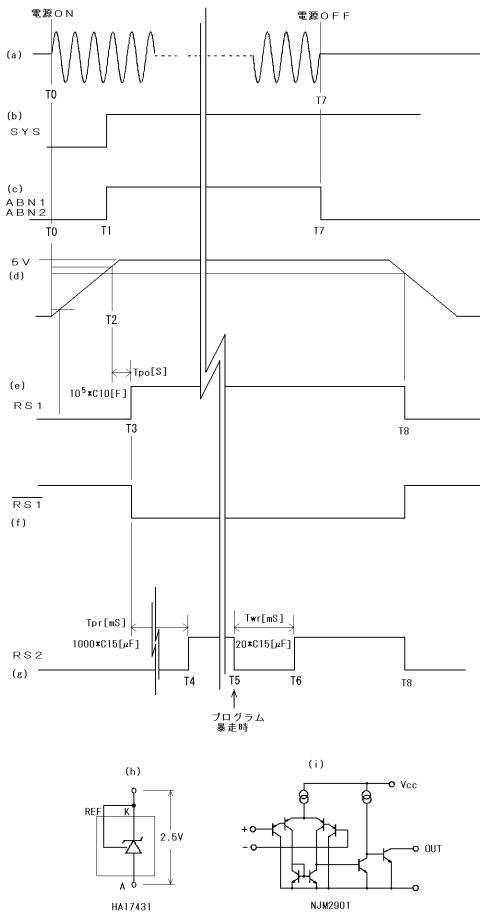 電源ON
電源OFF
(a)
T0
T7
(b)
SYS
(c)
ABN1
ABN2
T0
T1
T7
5V
(d)
T2
Tpo[S]
(e)
10⁵*C10[F]
RS1
T3
T8
R̅S̅1̅
(f)
Tpr[mS]
Twr[mS]
1000*C15[μF]
20*C15[μF]
RS2
(g)
T4
T5
T6
T8
プログラム
暴走時
(h)
(i)
REF
K
2.5V
A
HA17431
Vcc
+
-
OUT
NJM2901